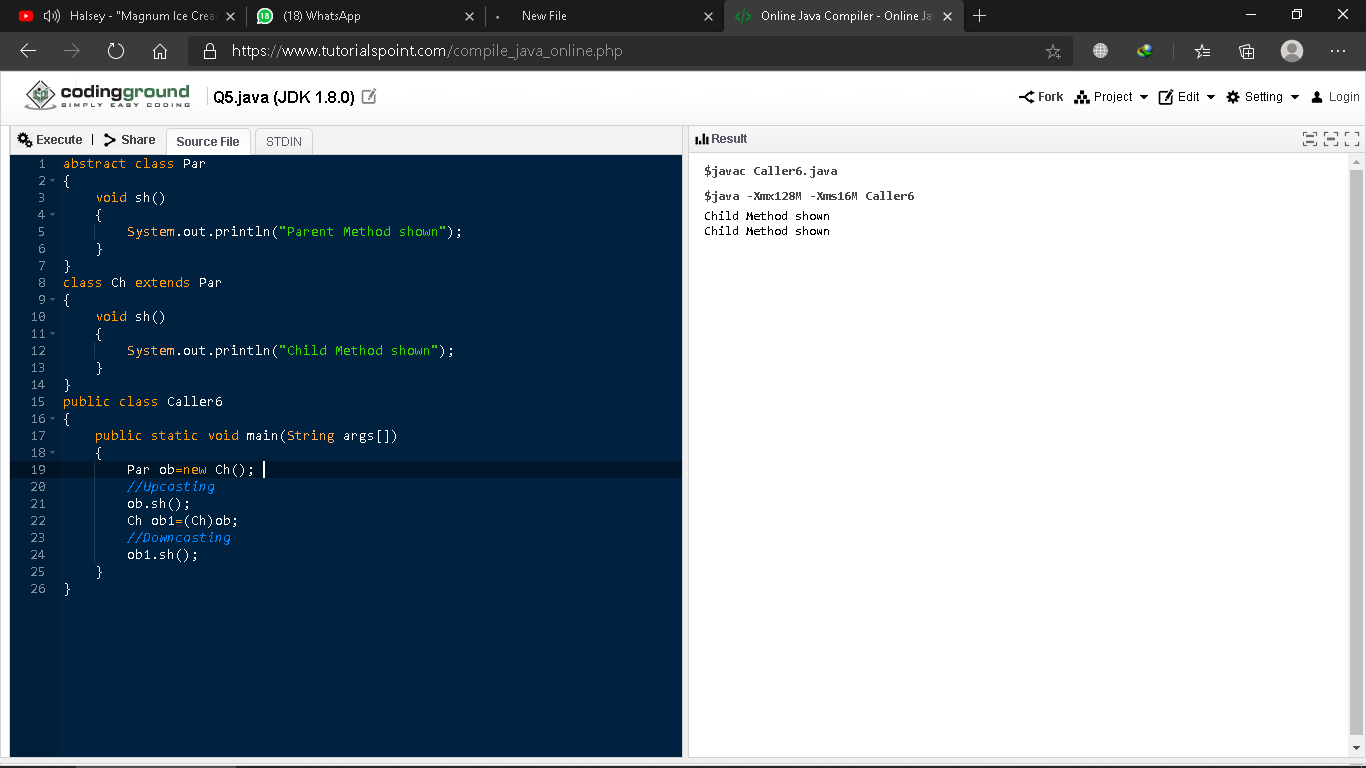 Halsey - "Magnum Ice Crea
(18) WhatsApp
New File
Online Java Compiler - Online Ja
https://www.tutorialspoint.com/compile_java_online.php
codingground
SIMPLY EASY CODING
Q5.java (JDK 1.8.0)
Fork Project Edit Setting Login
Execute | Share Source File STDIN
Result
1 abstract class Par
2 {
3 void sh()
4 {
5 System.out.println("Parent Method shown");
6 }
7 }
8 class Ch extends Par
9 {
10 void sh()
11 {
12 System.out.println("Child Method shown");
13 }
14 }
15 public class Caller6
16 {
17 public static void main(String args[])
18 {
19 Par ob=new Ch();
20 //Upcasting
21 ob.sh();
22 Ch ob1=(Ch)ob;
23 //Downcasting
24 ob1.sh();
25 }
26 }
$javac Caller6.java
$java -Xmx128M -Xms16M Caller6
Child Method shown
Child Method shown